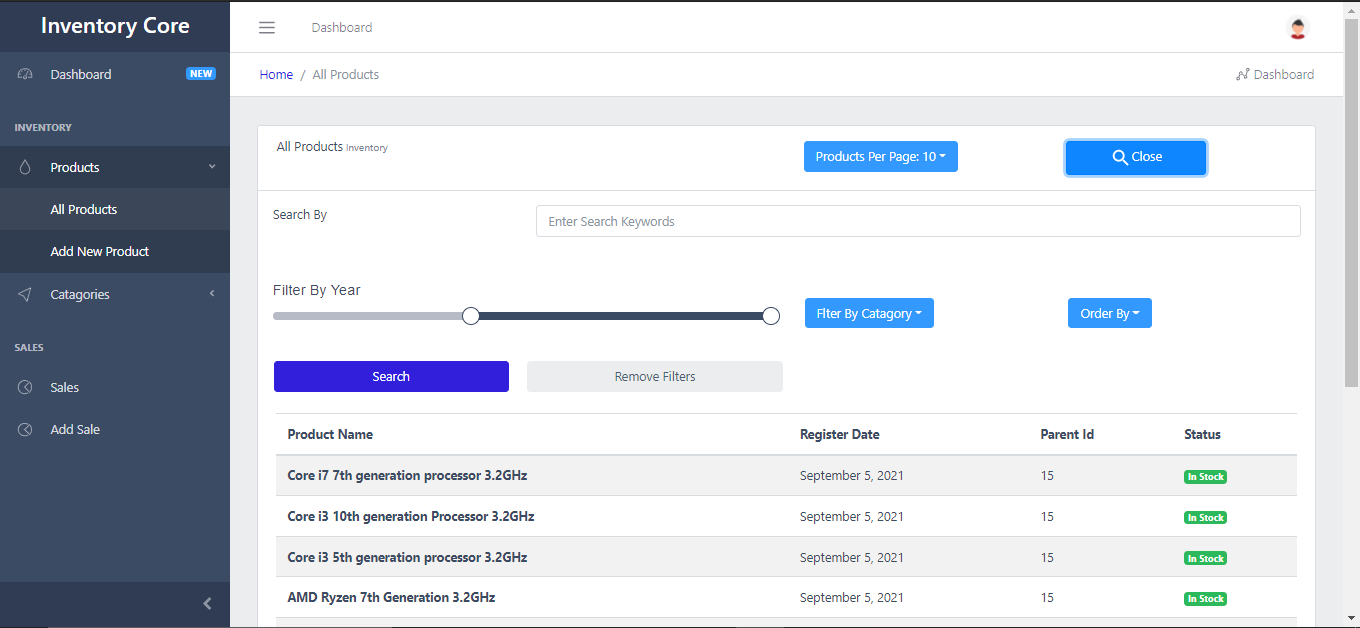 Inventory Core
Dashboard
Dashboard NEW
Home / All Products
Dashboard
INVENTORY
Products
All Products
Add New Product
Catagories
SALES
Sales
Add Sale
All Products Inventory
Products Per Page: 10
Close
Search By
Enter Search Keywords
Filter By Year
Flter By Catagory
Order By
Search
Remove Filters
Product Name Register Date Parent Id Status
Core i7 7th generation processor 3.2GHz September 5, 2021 15 In Stock
Core i3 10th generation Processor 3.2GHz September 5, 2021 15 In Stock
Core i3 5th generation processor 3.2GHz September 5, 2021 15 In Stock
AMD Ryzen 7th Generation 3.2GHz September 5, 2021 15 In Stock